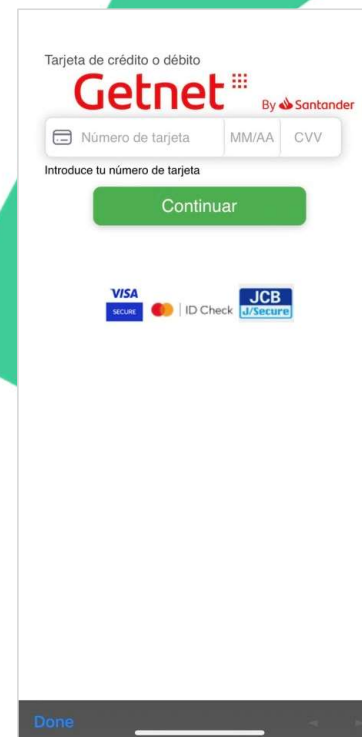 Tarjeta de crédito o débito
Getnet
By Santander
Número de tarjeta MM/AA CVV
Introduce tu número de tarjeta
Continuar
VISA
SECURE
ID Check
JCB
J/Secure
Done